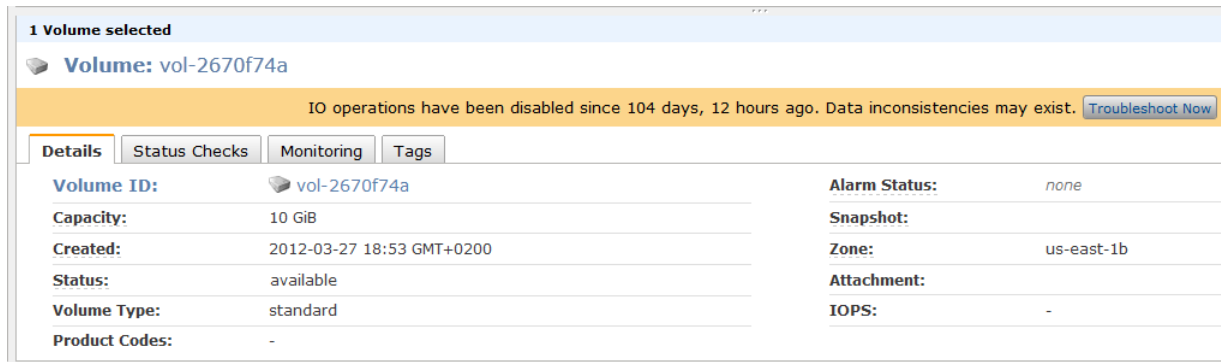 1 Volume selected
Volume: vol-2670f74a
IO operations have been disabled since 104 days, 12 hours ago. Data inconsistencies may exist. Troubleshoot Now
Details Status Checks Monitoring Tags
Volume ID: vol-2670f74a Alarm Status: none
Capacity: 10 GiB Snapshot:
Created: 2012-03-27 18:53 GMT+0200 Zone: us-east-1b
Status: available Attachment:
Volume Type: standard IOPS: -
Product Codes: -